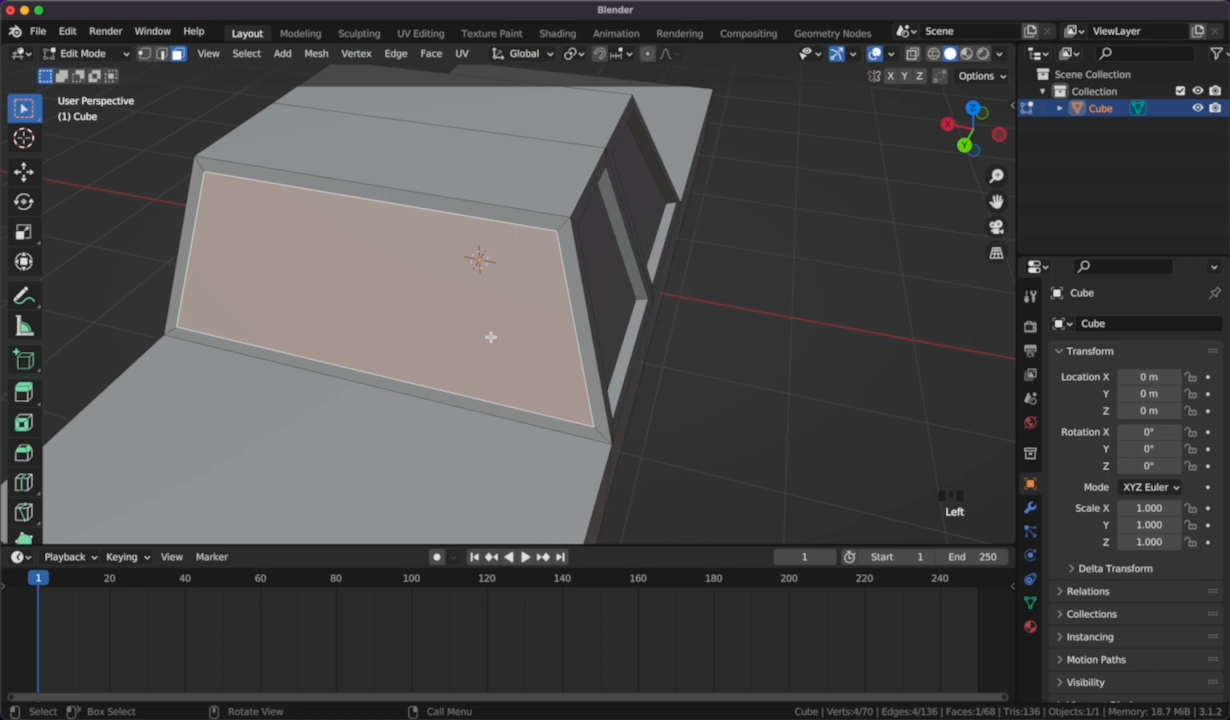 Blender
File Edit Render Window Help
Layout Modeling Sculpting UV Editing Texture Paint Shading Animation Rendering Compositing Geometry Nodes
Scene
ViewLayer
Edit Mode View Select Add Mesh Vertex Edge Face UV Global
X Y Z Options
User Perspective
(1) Cube
X
Y
Z
Left
Scene Collection
Collection
Cube
Cube
Cube
Transform
Location X 0 m
Y 0 m
Z 0 m
Rotation X 0°
Y 0°
Z 0°
Mode XYZ Euler
Scale X 1.000
Y 1.000
Z 1.000
Delta Transform
Relations
Collections
Instancing
Motion Paths
Visibility
Playback Keying View Marker
1 Start 1 End 250
1 20 40 60 80 100 120 140 160 180 200 220 240
Select Box Select Rotate View Call Menu
Cube | Verts:4/70 | Edges:4/136 | Faces:1/68 | Tris:136 | Objects:1/1 | Memory: 18.7 MiB | 3.1.2